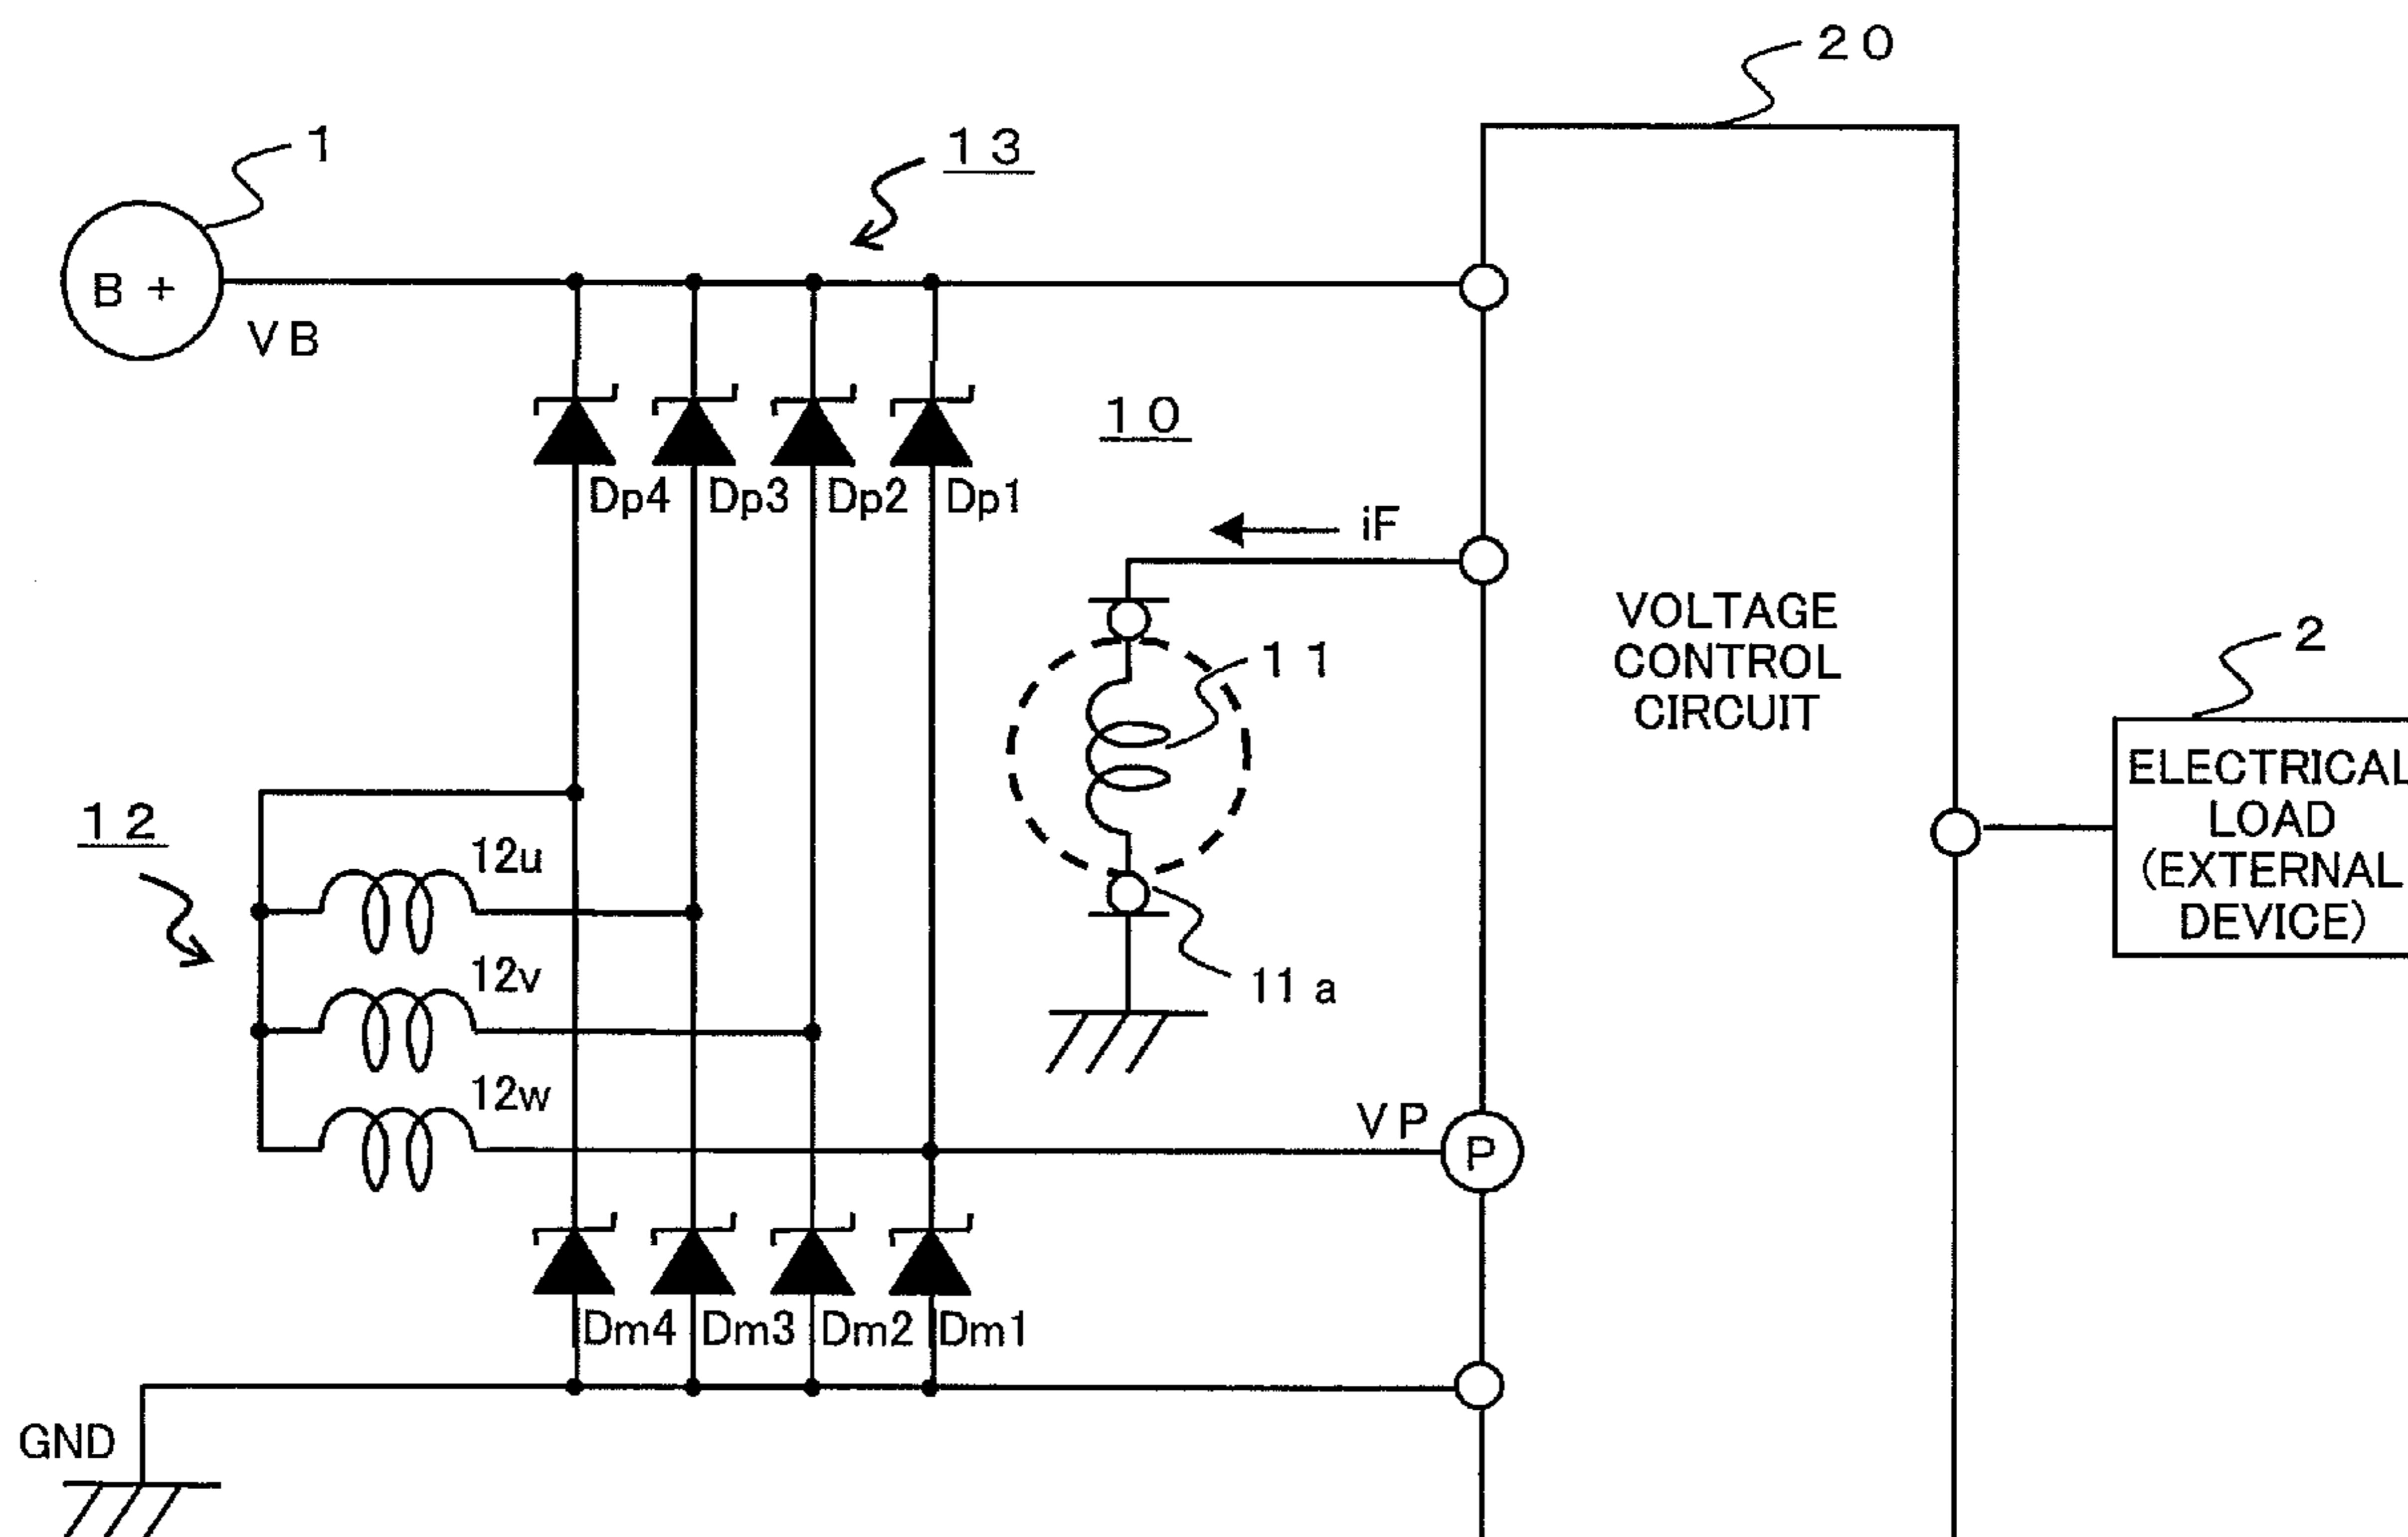 20
1
13
B +
VB
10
Dp4 Dp3 Dp2 Dp1
iF
VOLTAGE
CONTROL
CIRCUIT
11
2
ELECTRICAL
LOAD
(EXTERNAL
DEVICE)
12
12u
12v
11a
12w
VP
P
Dm4 Dm3 Dm2 Dm1
GND